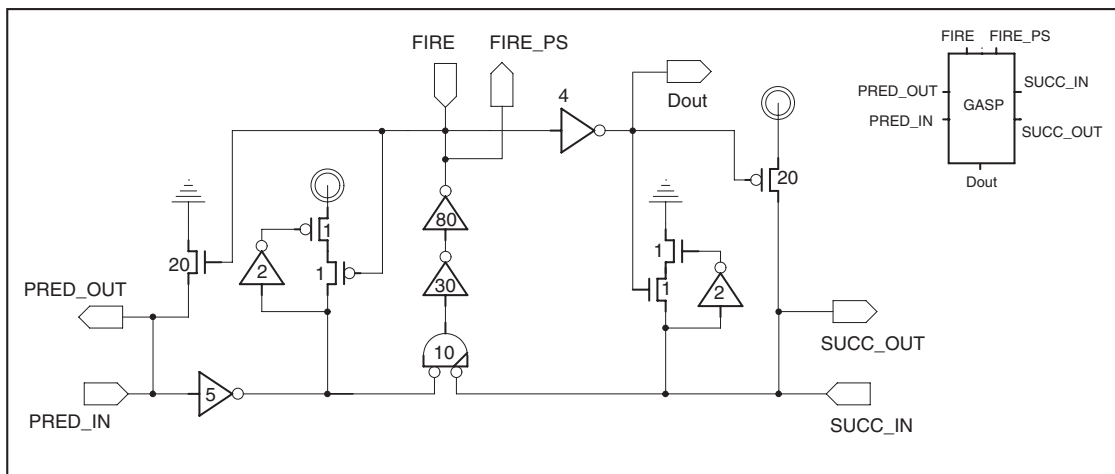 FIRE
FIRE_PS
4
Dout
20
1
2
1
80
30
10
5
PRED_OUT
PRED_IN
1
1
2
20
SUCC_OUT
SUCC_IN
FIRE
FIRE_PS
PRED_OUT
SUCC_IN
GASP
PRED_IN
SUCC_OUT
Dout